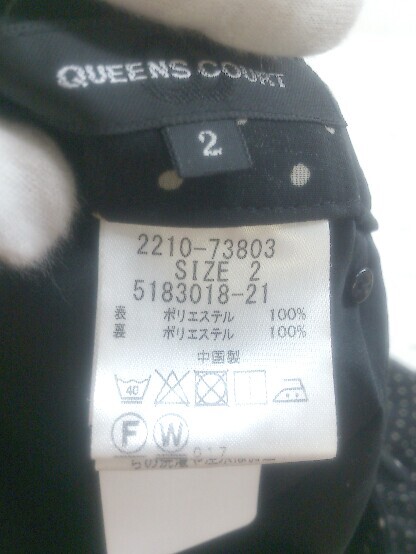 QUEENS COURT
2
2210-73803
SIZE 2
5183018-21
表 ポリエステル 100%
裏 ポリエステル 100%
中国製
40
F W